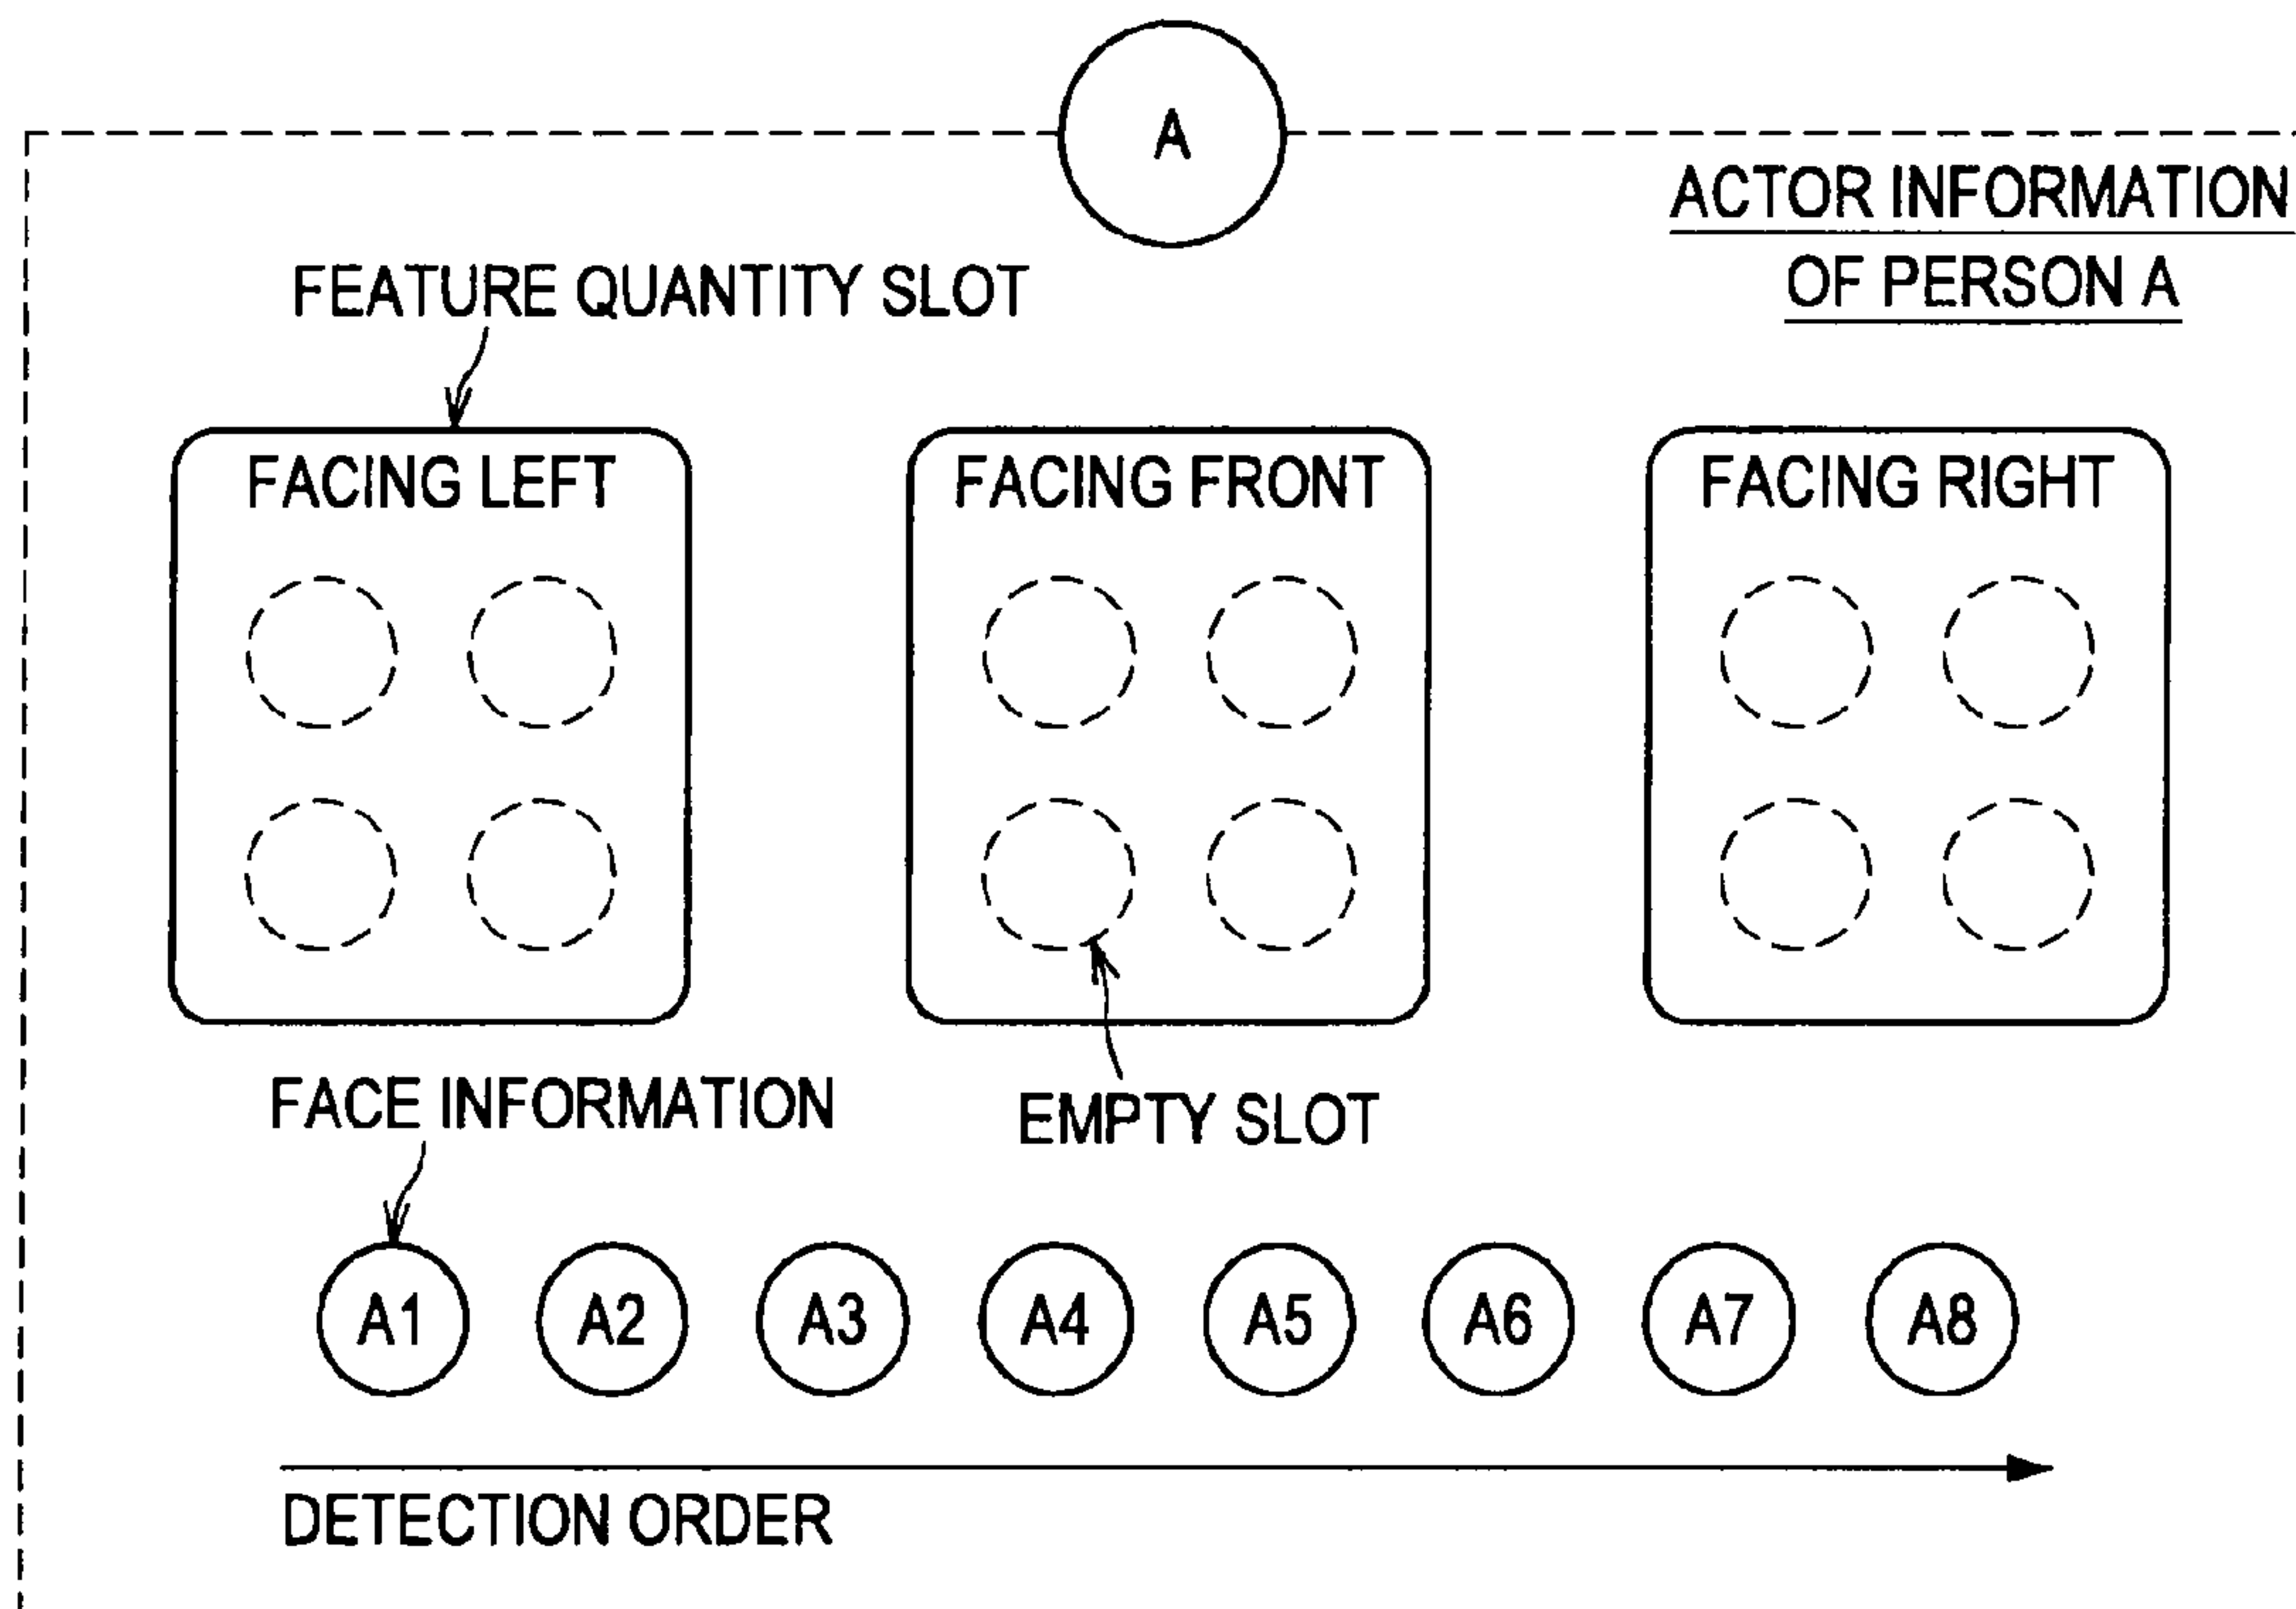 A
ACTOR INFORMATION
OF PERSON A
FEATURE QUANTITY SLOT
FACING LEFT
FACING FRONT
FACING RIGHT
FACE INFORMATION
EMPTY SLOT
A1 A2 A3 A4 A5 A6 A7 A8
DETECTION ORDER